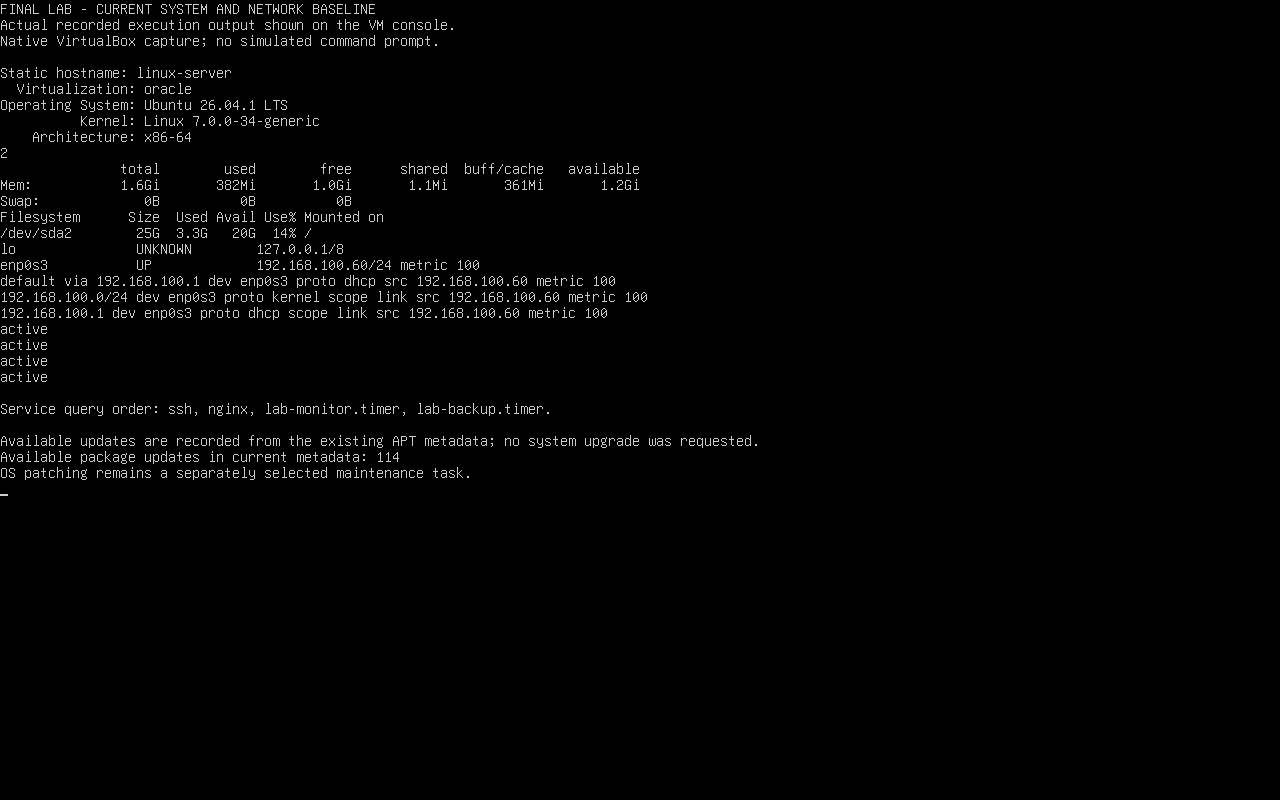 FINAL LAB - CURRENT SYSTEM AND NETWORK BASELINE
Actual recorded execution output shown on the VM console.
Native VirtualBox capture; no simulated command prompt.

Static hostname: linux-server
  Virtualization: oracle
Operating System: Ubuntu 26.04.1 LTS
          Kernel: Linux 7.0.0-34-generic
    Architecture: x86-64
2
               total        used        free      shared  buff/cache   available
Mem:           1.6Gi       382Mi       1.0Gi       1.1Mi       361Mi       1.2Gi
Swap:             0B          0B          0B
Filesystem      Size  Used Avail Use% Mounted on
/dev/sda2        25G  3.3G   20G  14% /
lo               UNKNOWN        127.0.0.1/8
enp0s3           UP             192.168.100.60/24 metric 100
default via 192.168.100.1 dev enp0s3 proto dhcp src 192.168.100.60 metric 100
192.168.100.0/24 dev enp0s3 proto kernel scope link src 192.168.100.60 metric 100
192.168.100.1 dev enp0s3 proto dhcp scope link src 192.168.100.60 metric 100
active
active
active
active

Service query order: ssh, nginx, lab-monitor.timer, lab-backup.timer.

Available updates are recorded from the existing APT metadata; no system upgrade was requested.
Available package updates in current metadata: 114
OS patching remains a separately selected maintenance task.